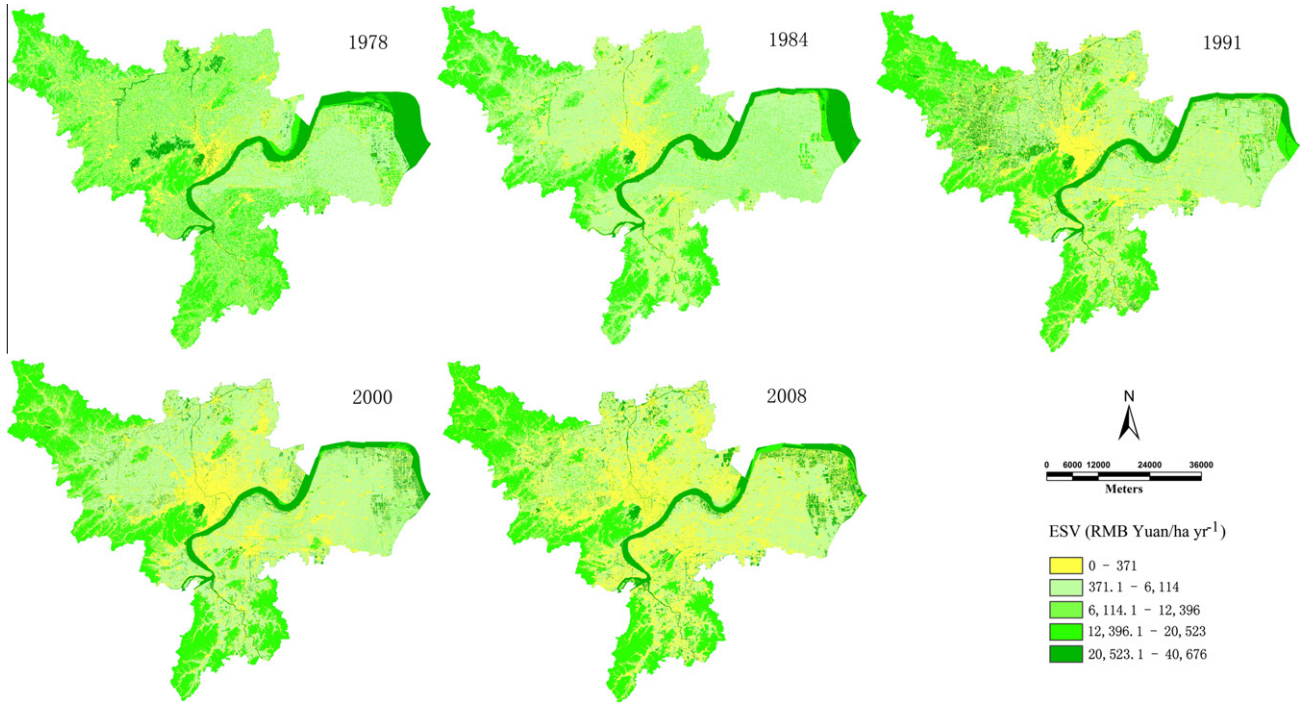 1978
1984
1991
2000
2008
N
0 6000 12000 24000 36000
Meters
ESV (RMB Yuan/ha yr⁻¹)
0 - 371
371.1 - 6,114
6,114.1 - 12,396
12,396.1 - 20,523
20,523.1 - 40,676